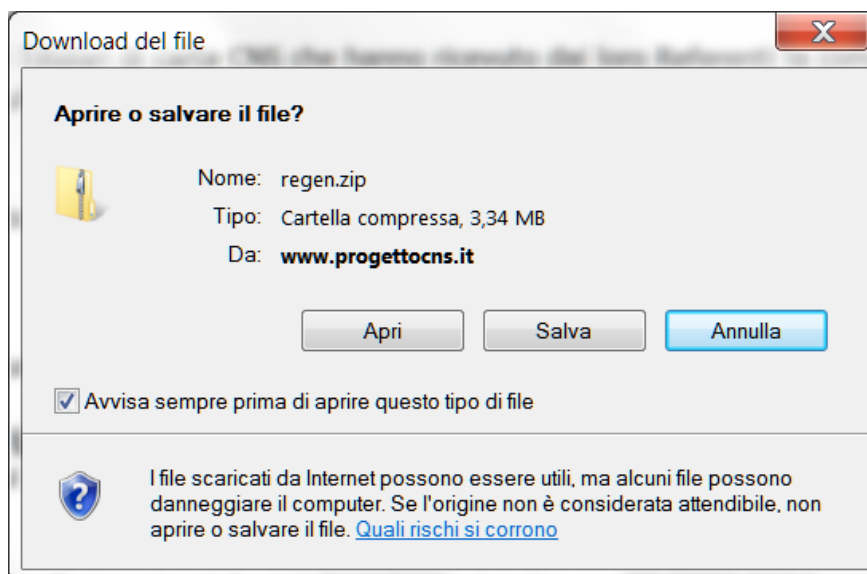 Download del file
Aprire o salvare il file?
Nome: regen.zip
Tipo: Cartella compressa, 3,34 MB
Da: www.progettocns.it
Apri Salva Annulla
Avvisa sempre prima di aprire questo tipo di file
I file scaricati da Internet possono essere utili, ma alcuni file possono
danneggiare il computer. Se l'origine non è considerata attendibile, non
aprire o salvare il file. Quali rischi si corrono